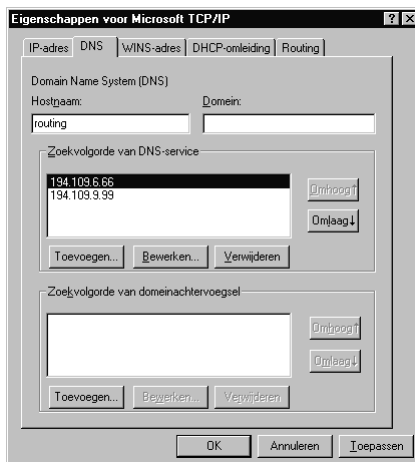 Eigenschappen voor Microsoft TCP/IP
IP-adres DNS WINS-adres DHCP-omleiding Routing
Domain Name System (DNS)
Hostnaam: Domein:
routing
Zoekvolgorde van DNS-service
194.109.6.66
194.109.9.99
Omhoog↑
Omlaag↓
Toevoegen... Bewerken... Verwijderen
Zoekvolgorde van domeinachtervoegsel
Omhoog↑
Omlaag↓
Toevoegen... Bewerken... Verwijderen
OK Annuleren Toepassen